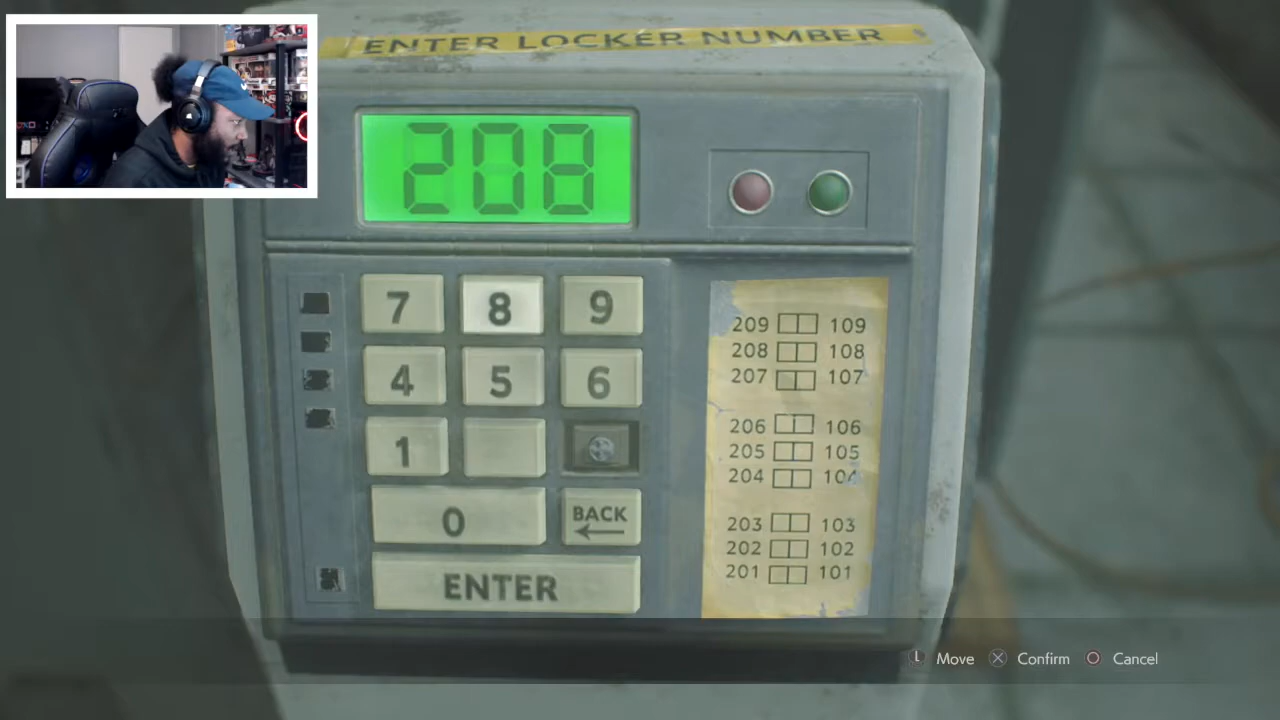 ENTER LOCKER NUMBER
208
7 8 9
4 5 6
1
0 BACK
ENTER
209 109
208 108
207 107
206 106
205 105
204 104
203 103
202 102
201 101
L Move Confirm Cancel